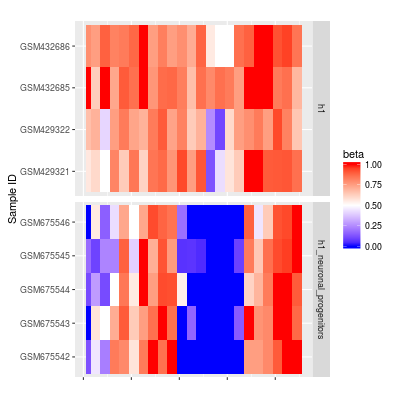 GSM432686
GSM432685
GSM429322
GSM429321
h1
GSM675546
GSM675545
GSM675544
GSM675543
GSM675542
h1_neuronal_progenitors
Sample ID
beta
1.00
0.75
0.50
0.25
0.00